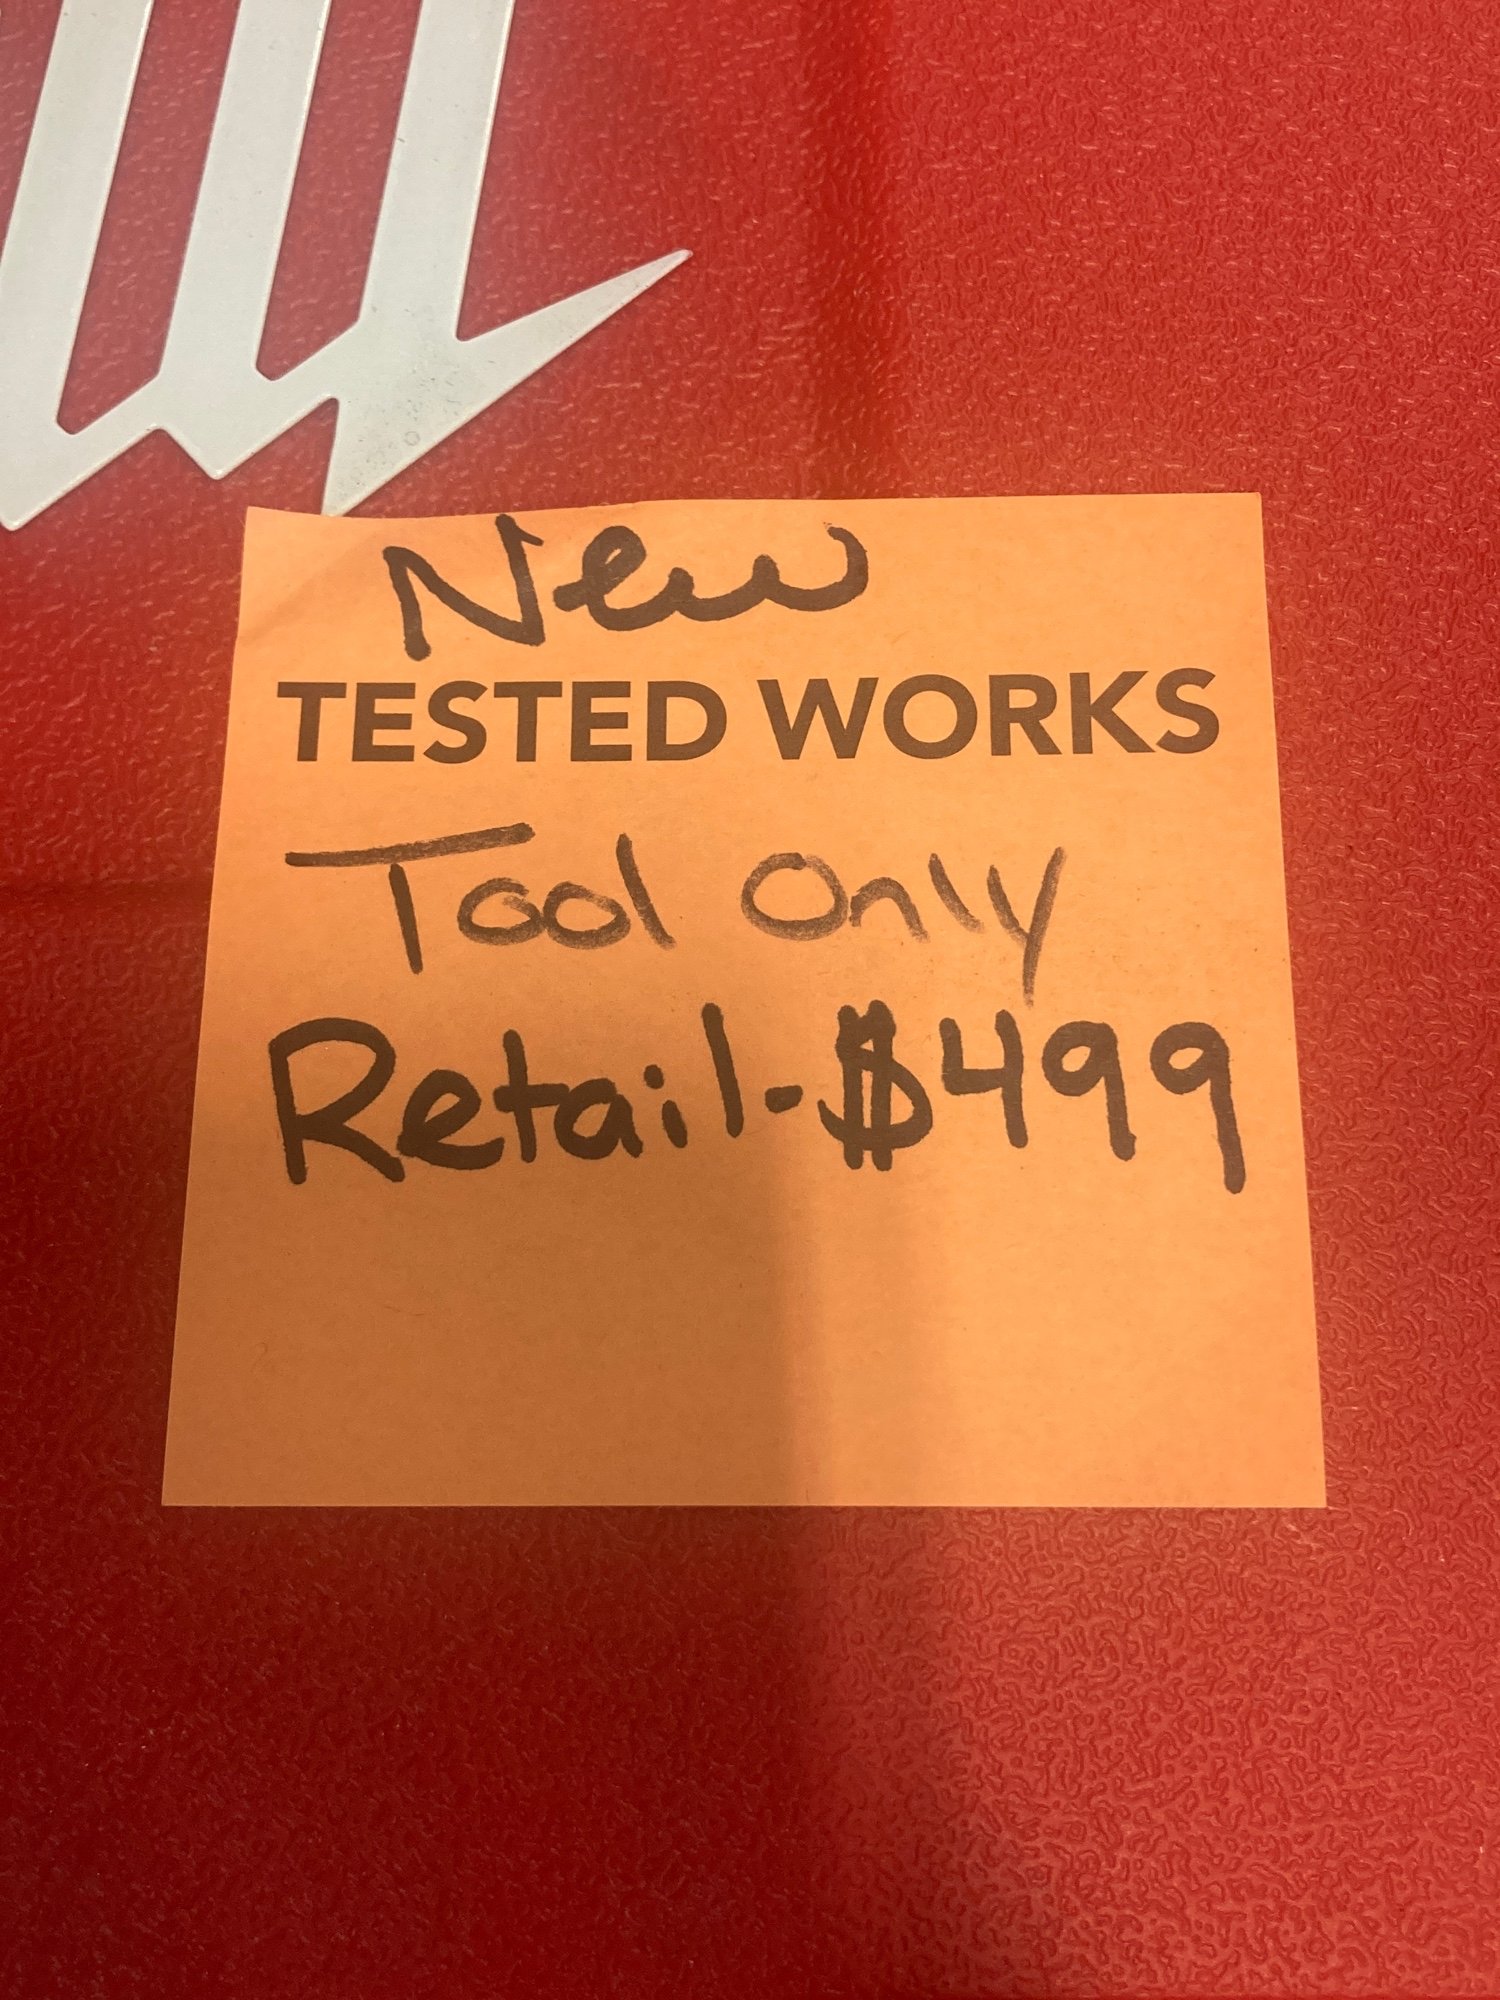 New
TESTED WORKS
Tool Only
Retail-$499